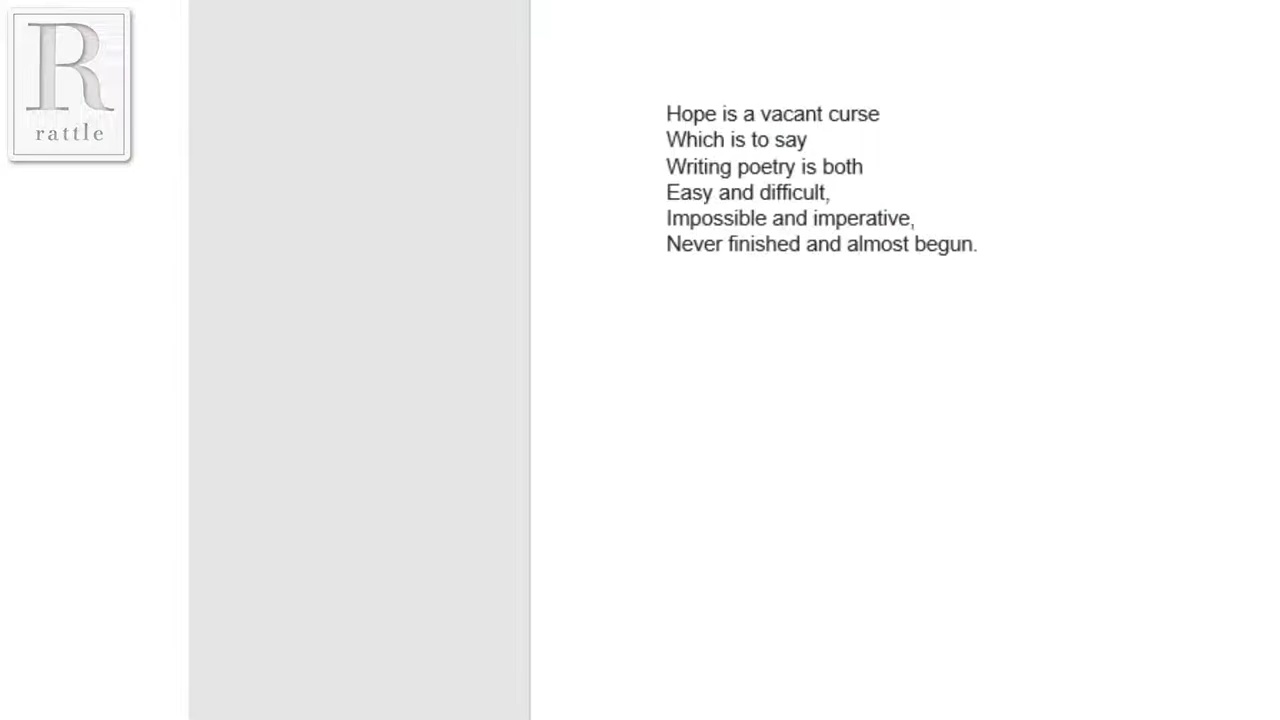 R
rattle
Hope is a vacant curse
Which is to say
Writing poetry is both
Easy and difficult,
Impossible and imperative,
Never finished and almost begun.